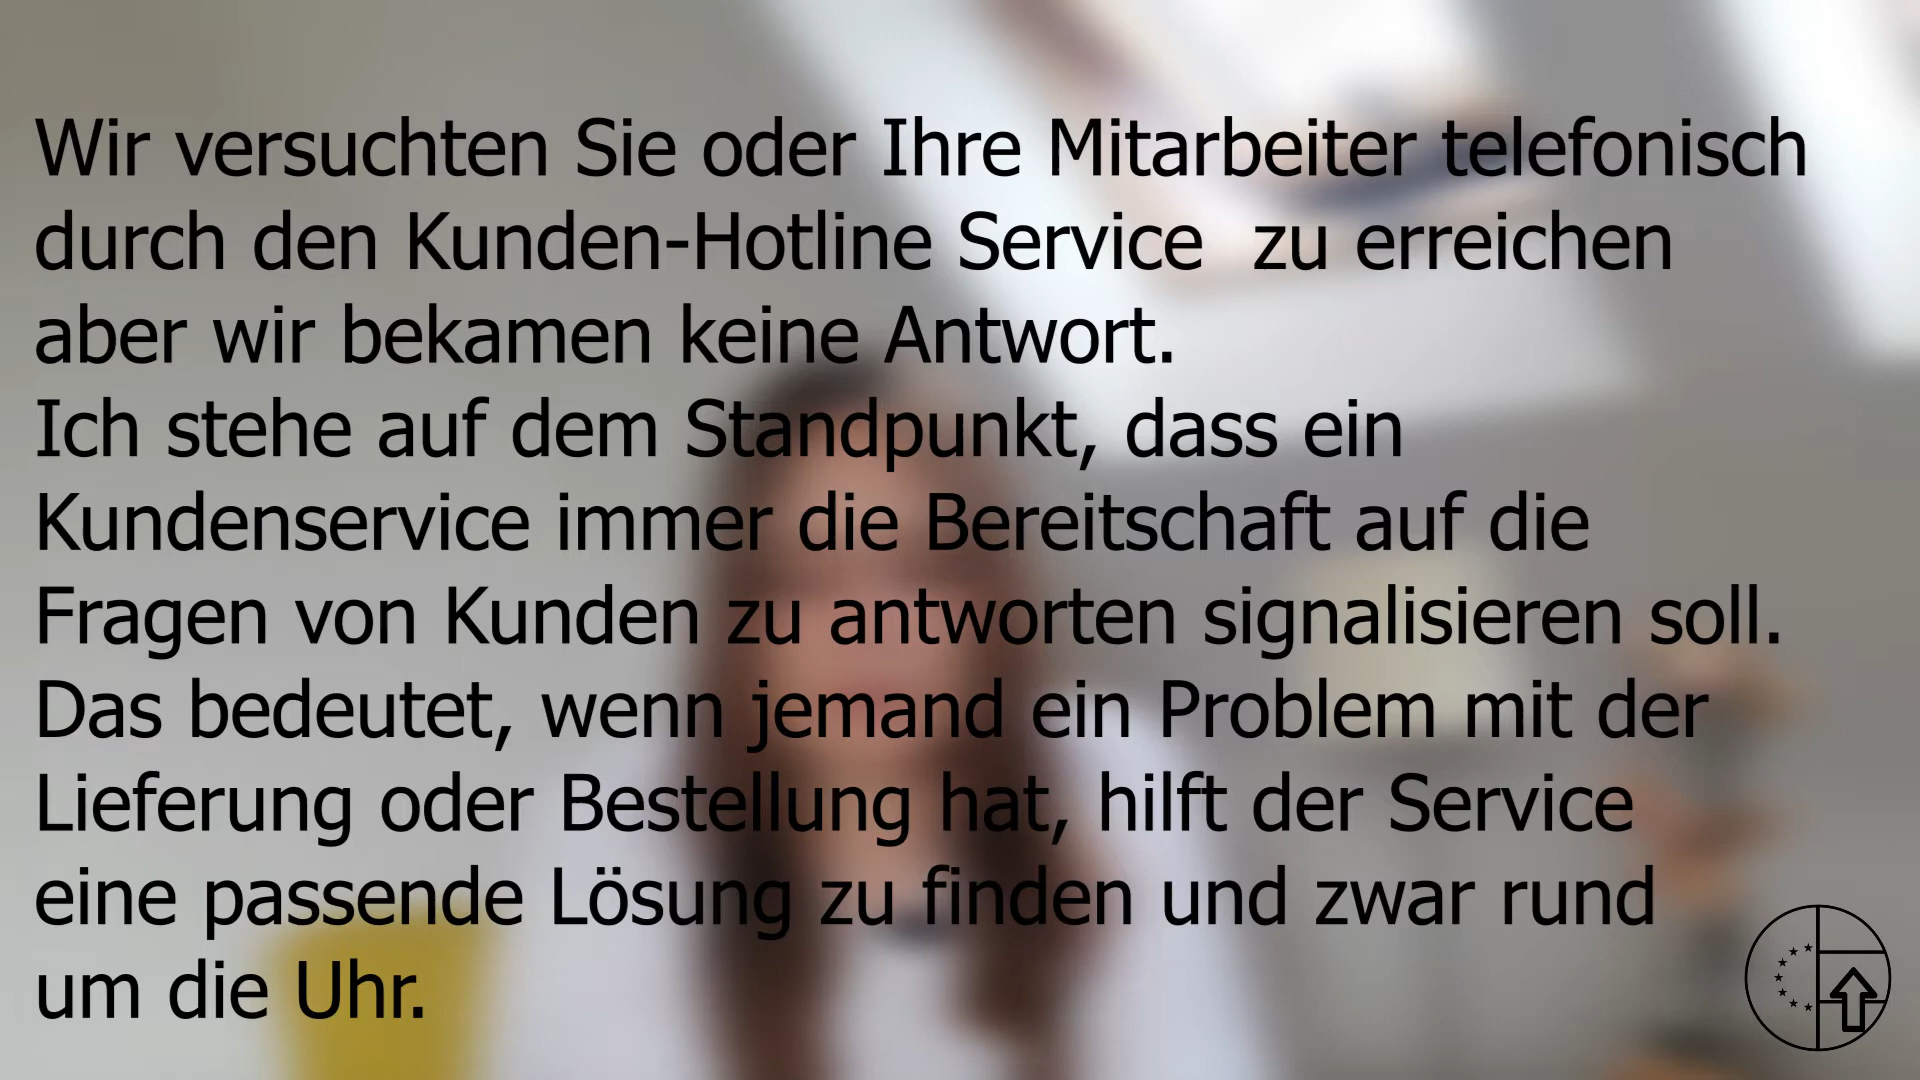 Wir versuchten Sie oder Ihre Mitarbeiter telefonisch
durch den Kunden-Hotline Service  zu erreichen
aber wir bekamen keine Antwort.
Ich stehe auf dem Standpunkt, dass ein
Kundenservice immer die Bereitschaft auf die
Fragen von Kunden zu antworten signalisieren soll.
Das bedeutet, wenn jemand ein Problem mit der
Lieferung oder Bestellung hat, hilft der Service
eine passende Lösung zu finden und zwar rund
um die Uhr.